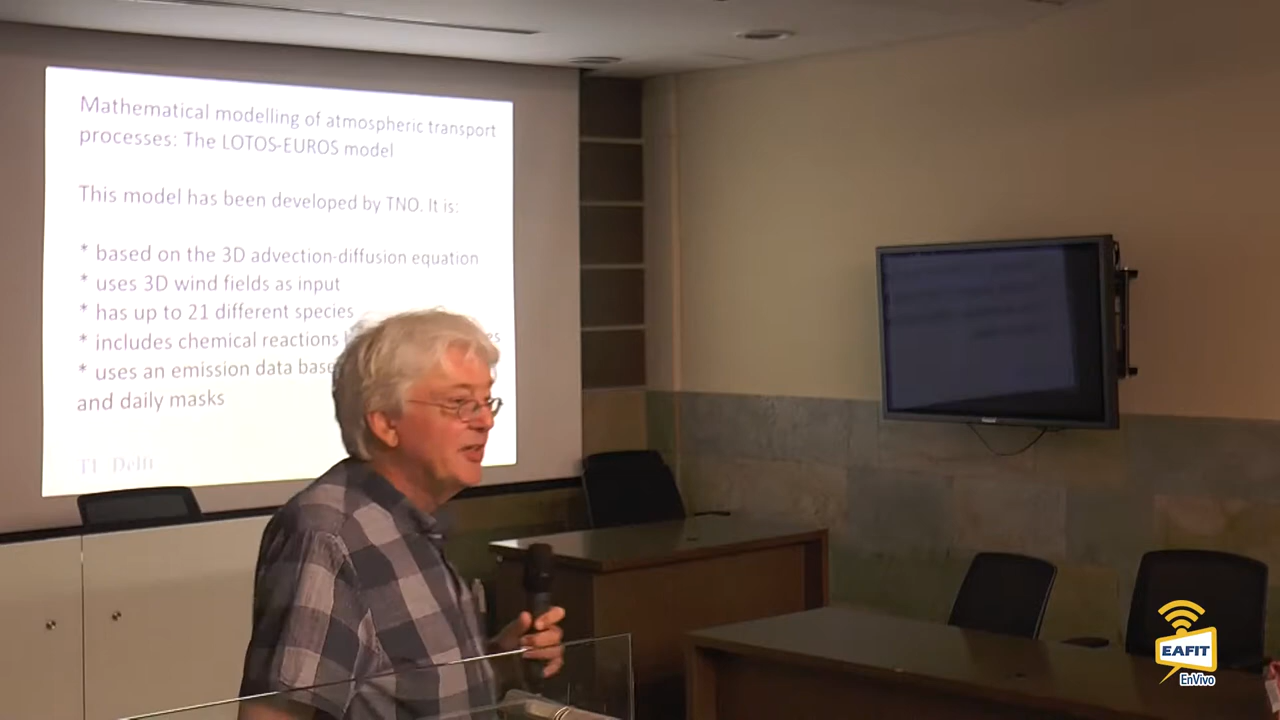 Mathematical modelling of atmospheric transport
processes: The LOTOS-EUROS model
This model has been developed by TNO. It is:
* based on the 3D advection-diffusion equation
* uses 3D wind fields as input
* has up to 21 different species
* includes chemical reactions
* uses an emission data base
and daily masks
TU Delft
EAFIT
EnVivo